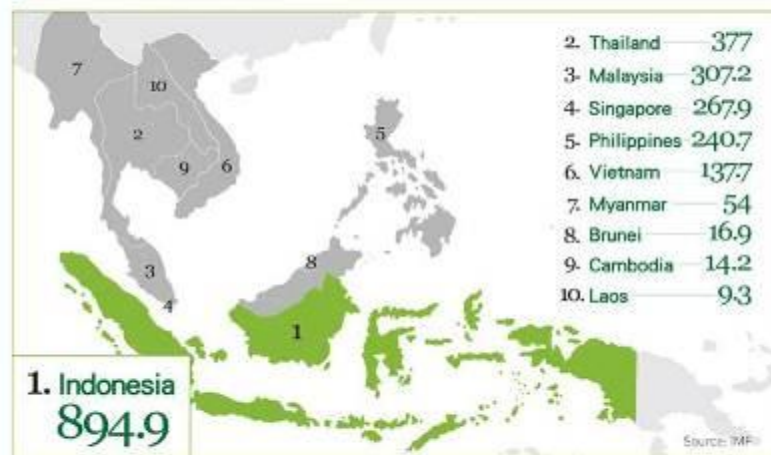 2. Thailand 377
3. Malaysia 307.2
4. Singapore 267.9
5. Philippines 240.7
6. Vietnam 137.7
7. Myanmar 54
8. Brunei 16.9
9. Cambodia 14.2
10. Laos 9.3
7
10
2
5
9
6
8
3
4
1
1. Indonesia
894.9
Source: IMF